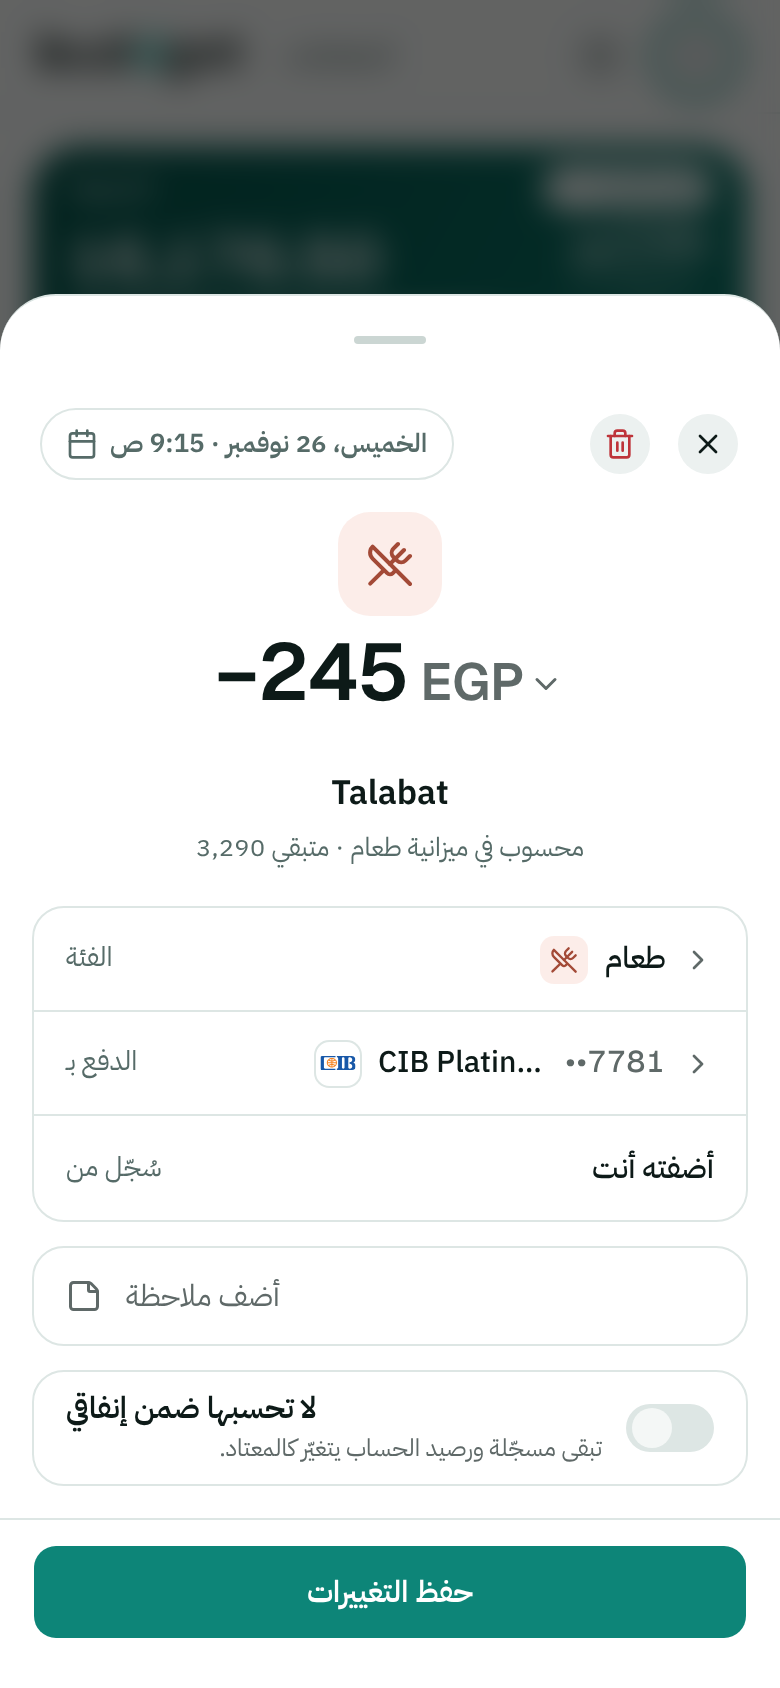 الخميس، 26 نوفمبر · 9:15 ص
−245 EGP
Talabat
محسوب في ميزانية طعام · متبقي 3,290
الفئة طعام
الدفع بـ CIB CIB Platin... ••7781
سُجّل من أضفته أنت
أضف ملاحظة
لا تحسبها ضمن إنفاقي
تبقى مسجّلة ورصيد الحساب يتغيّر كالمعتاد.
حفظ التغييرات